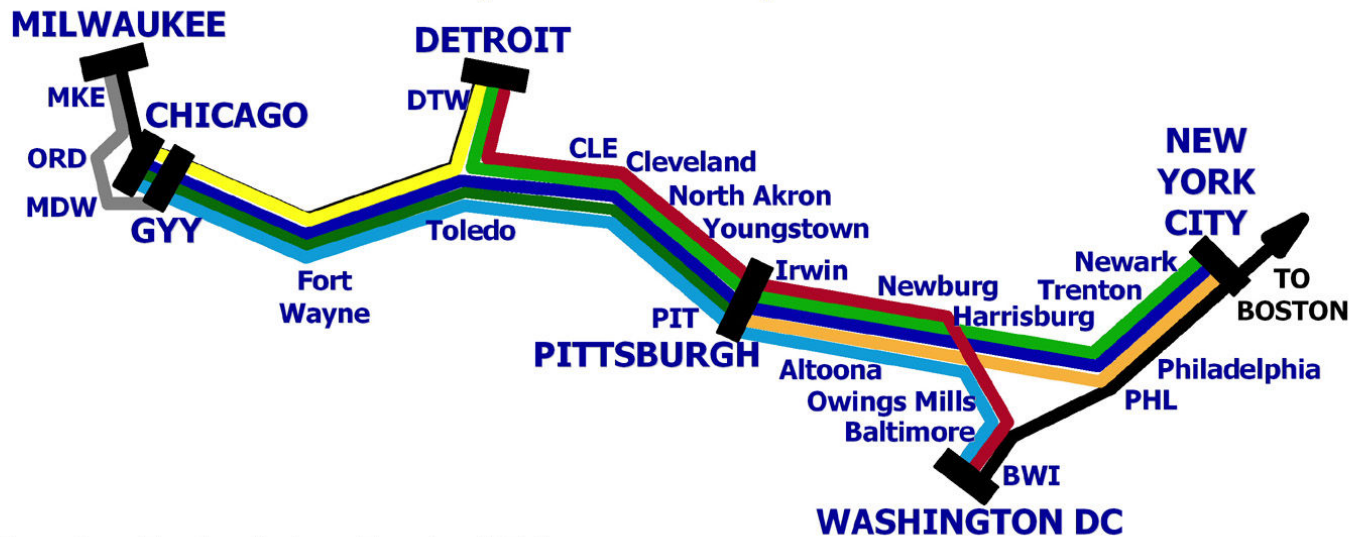 MILWAUKEE
MKE
CHICAGO
ORD
MDW
GYY
DETROIT
DTW
Fort
Wayne
Toledo
CLE
Cleveland
North Akron
Youngstown
Irwin
PIT
PITTSBURGH
Newburg
Harrisburg
Altoona
Owings Mills
Baltimore
BWI
WASHINGTON DC
NEW
YORK
CITY
Newark
Trenton
TO
BOSTON
Philadelphia
PHL